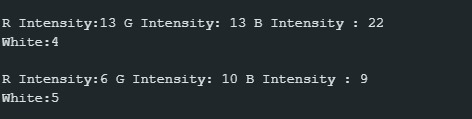 R Intensity:13 G Intensity: 13 B Intensity : 22
White:4
R Intensity:6 G Intensity: 10 B Intensity : 9
White:5